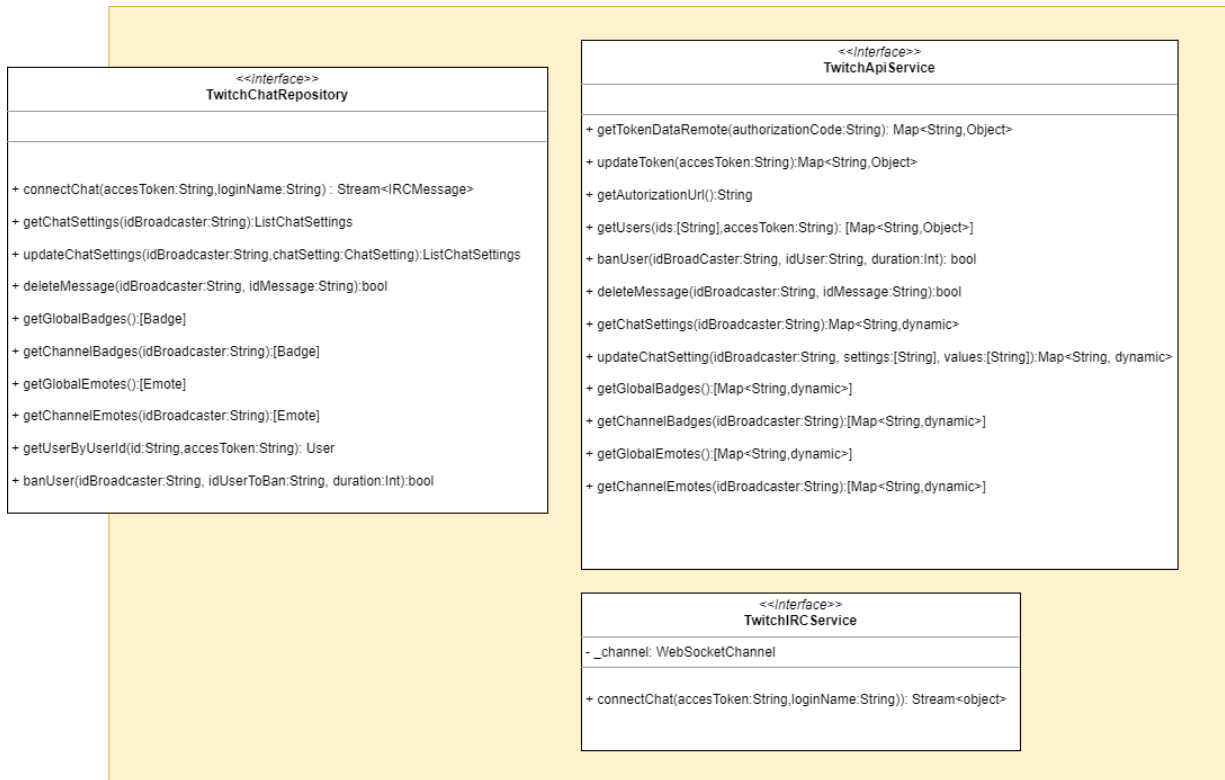 <<Interface>>
TwitchChatRepository
+ connectChat(accesToken:String,loginName:String) : Stream<IRCMessage>
+ getChatSettings(idBroadcaster:String):ListChatSettings
+ updateChatSettings(idBroadcaster:String,chatSetting:ChatSetting):ListChatSettings
+ deleteMessage(idBroadcaster:String, idMessage:String):bool
+ getGlobalBadges():[Badge]
+ getChannelBadges(idBroadcaster:String):[Badge]
+ getGlobalEmotes():[Emote]
+ getChannelEmotes(idBroadcaster:String):[Emote]
+ getUserByUserId(id:String,accesToken:String): User
+ banUser(idBroadcaster:String, idUserToBan:String, duration:Int):bool
<<Interface>>
TwitchApiService
+ getTokenDataRemote(authorizationCode:String): Map<String,Object>
+ updateToken(accesToken:String):Map<String,Object>
+ getAutorizationUrl():String
+ getUsers(ids:[String],accesToken:String): [Map<String,Object>]
+ banUser(idBroadCaster:String, idUser:String, duration:Int): bool
+ deleteMessage(idBroadcaster:String, idMessage:String):bool
+ getChatSettings(idBroadcaster:String):Map<String,dynamic>
+ updateChatSetting(idBroadcaster:String, settings:[String], values:[String]):Map<String, dynamic>
+ getGlobalBadges():[Map<String,dynamic>]
+ getChannelBadges(idBroadcaster:String):[Map<String,dynamic>]
+ getGlobalEmotes():[Map<String,dynamic>]
+ getChannelEmotes(idBroadcaster:String):[Map<String,dynamic>]
<<Interface>>
TwitchIRCService
- _channel: WebSocketChannel
+ connectChat(accesToken:String,loginName:String)): Stream<object>